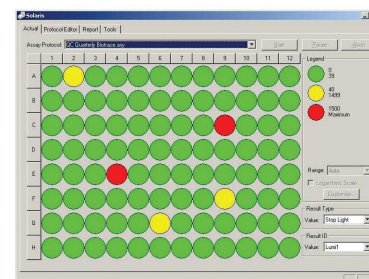 Solaris
Actual Protocol Editor Report Tools
Assay Protocol: QC Quarterly Biotrace.asy Start Pause Abort
1 2 3 4 5 6 7 8 9 10 11 12
Legend
A
0
39
40
1499
B
1500
Maximum
C
D
E
Range: Auto
Logarithmic Scale
Customize
F
Result Type
Value: Stop Light
G
Result ID
H
Value: Lumi1